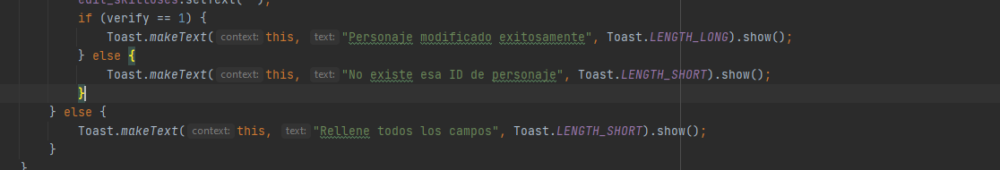 edit_skilloses.setText("");
if (verify == 1) {
Toast.makeText( context: this, text: "Personaje modificado exitosamente", Toast.LENGTH_LONG).show();
} else {
Toast.makeText( context: this, text: "No existe esa ID de personaje", Toast.LENGTH_SHORT).show();
}
} else {
Toast.makeText( context: this, text: "Rellene todos los campos", Toast.LENGTH_SHORT).show();
}
}